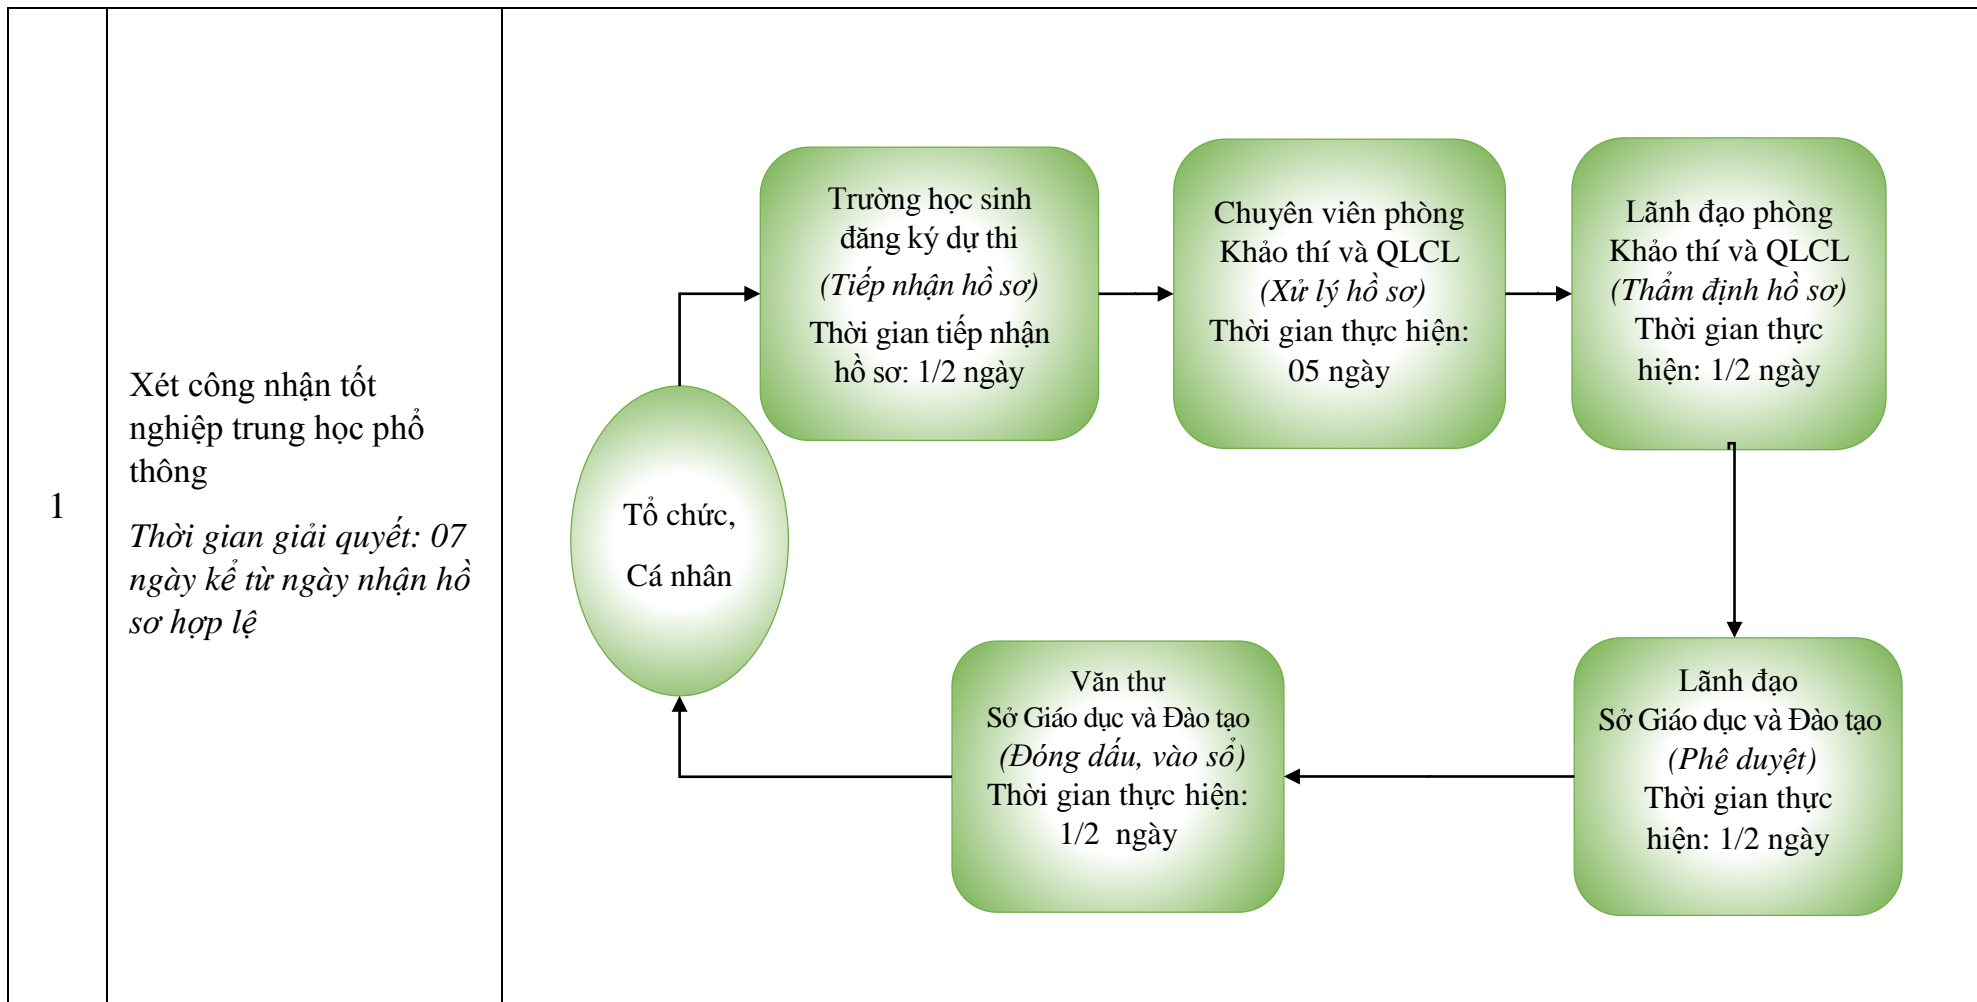 1
Xét công nhận tốt
nghiệp trung học phổ
thông
Thời gian giải quyết: 07
ngày kể từ ngày nhận hồ
sơ hợp lệ
Tổ chức,
Cá nhân
Trường học sinh
đăng ký dự thi
(Tiếp nhận hồ sơ)
Thời gian tiếp nhận
hồ sơ: 1/2 ngày
Chuyên viên phòng
Khảo thí và QLCL
(Xử lý hồ sơ)
Thời gian thực hiện:
05 ngày
Lãnh đạo phòng
Khảo thí và QLCL
(Thẩm định hồ sơ)
Thời gian thực
hiện: 1/2 ngày
Lãnh đạo
Sở Giáo dục và Đào tạo
(Phê duyệt)
Thời gian thực
hiện: 1/2 ngày
Văn thư
Sở Giáo dục và Đào tạo
(Đóng dấu, vào sổ)
Thời gian thực hiện:
1/2 ngày